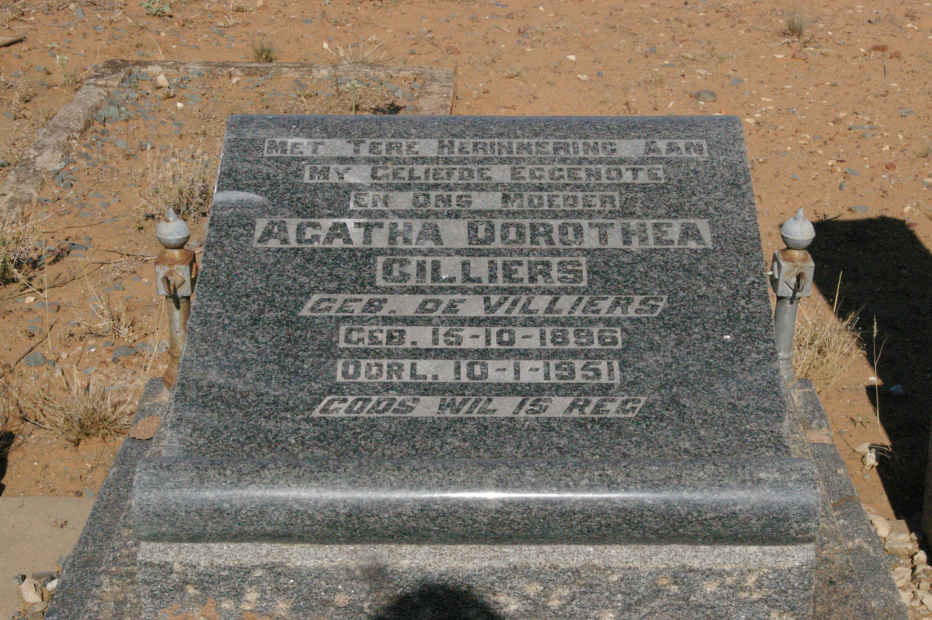 MET TERE HERINNERING AAN
MY GELIEFDE EGGENOTE
EN ONS MOEDER
AGATHA DOROTHEA
CILLIERS
GEB. DE VILLIERS
GEB. 15-10-1896
OORL. 10-1-1951
GODS WIL IS REG